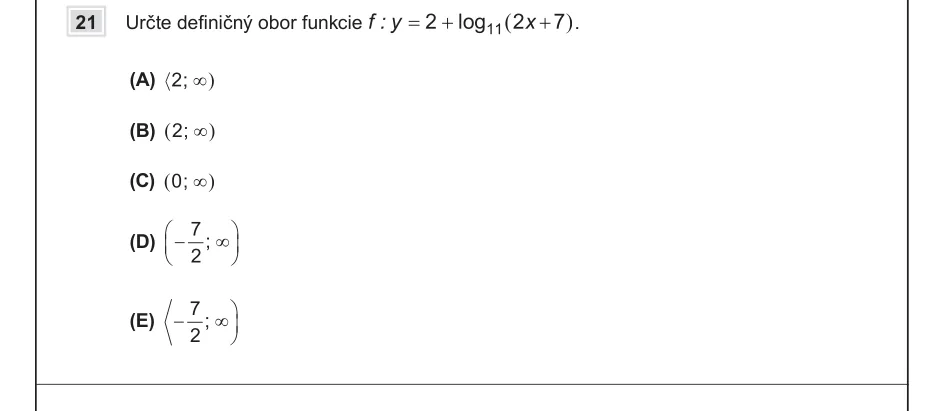 21 Určte definičný obor funkcie f : y = 2 + log₁₁(2x+7).
(A) ⟨2; ∞)
(B) (2; ∞)
(C) (0; ∞)
(D) (−7/2; ∞)
(E) ⟨−7/2; ∞)